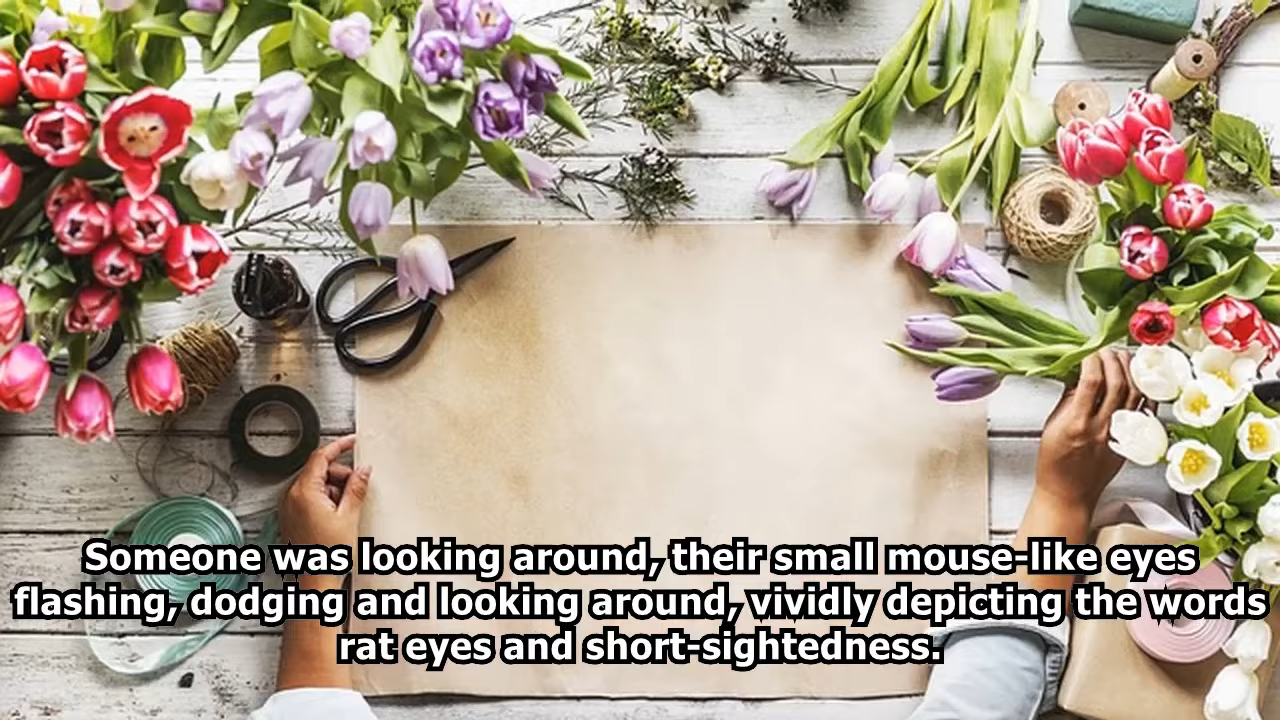 Someone was looking around, their small mouse-like eyes
flashing, dodging and looking around, vividly depicting the words
rat eyes and short-sightedness.